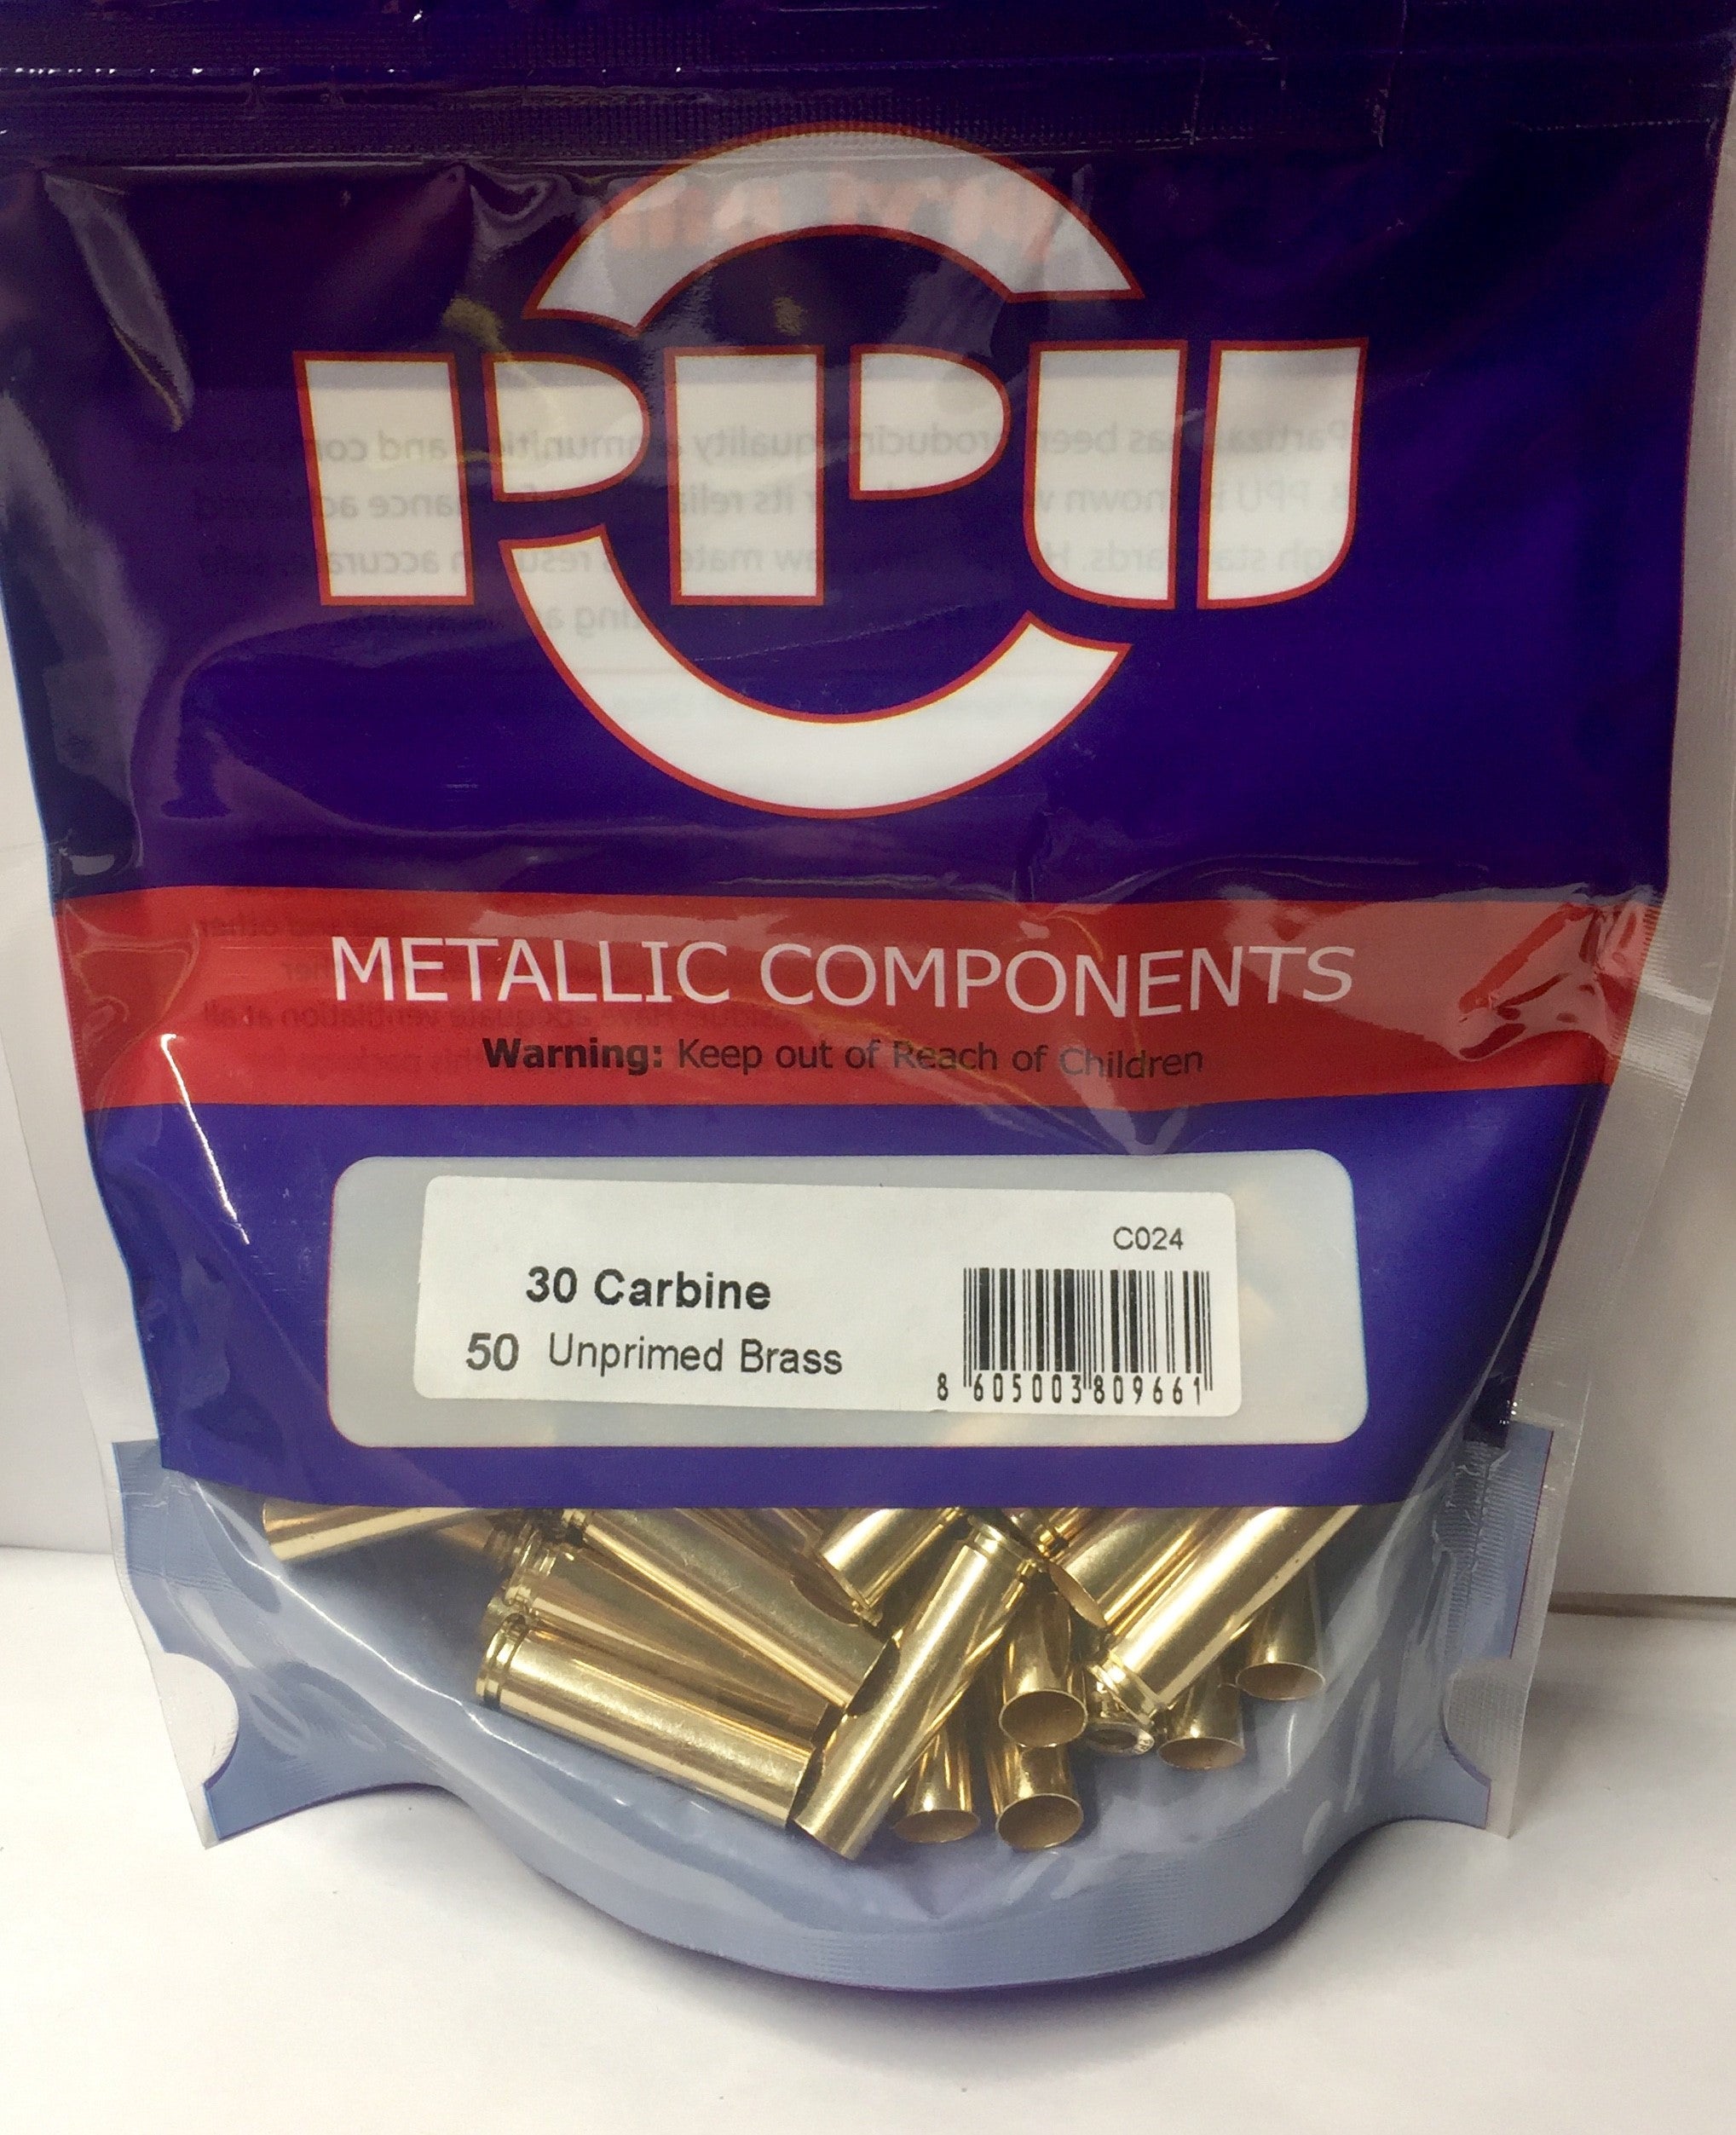 PPU
METALLIC COMPONENTS
Warning: Keep out of Reach of Children
C024
30 Carbine
50 Unprimed Brass
8 605003 809661